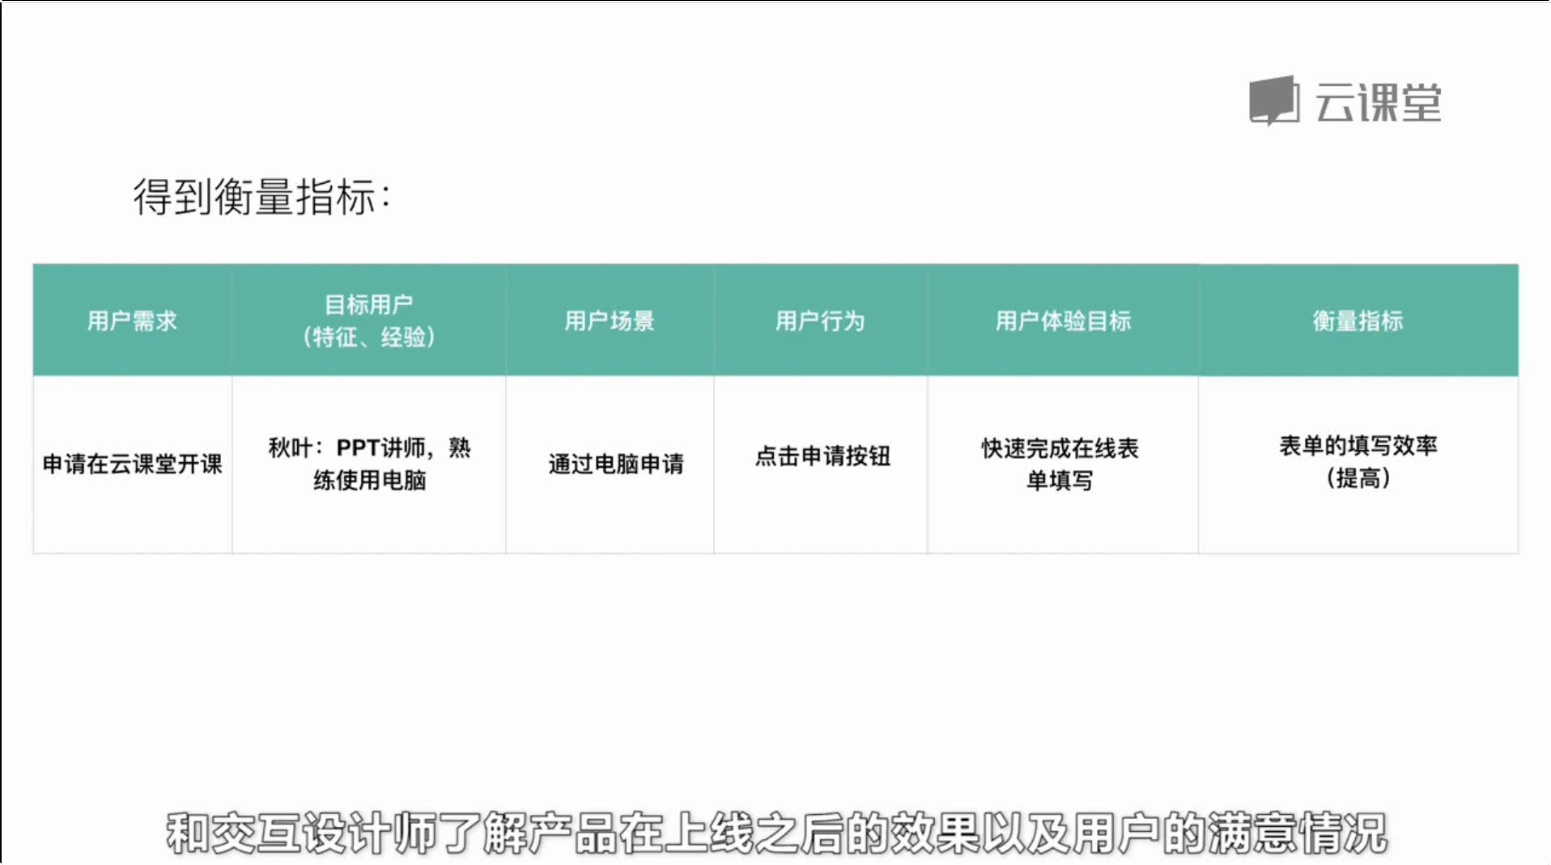 云课堂
得到衡量指标：
用户需求
目标用户
（特征、经验）
用户场景
用户行为
用户体验目标
衡量指标
申请在云课堂开课
秋叶：PPT讲师，熟
练使用电脑
通过电脑申请
点击申请按钮
快速完成在线表
单填写
表单的填写效率
（提高）
和交互设计师了解产品在上线之后的效果以及用户的满意情况